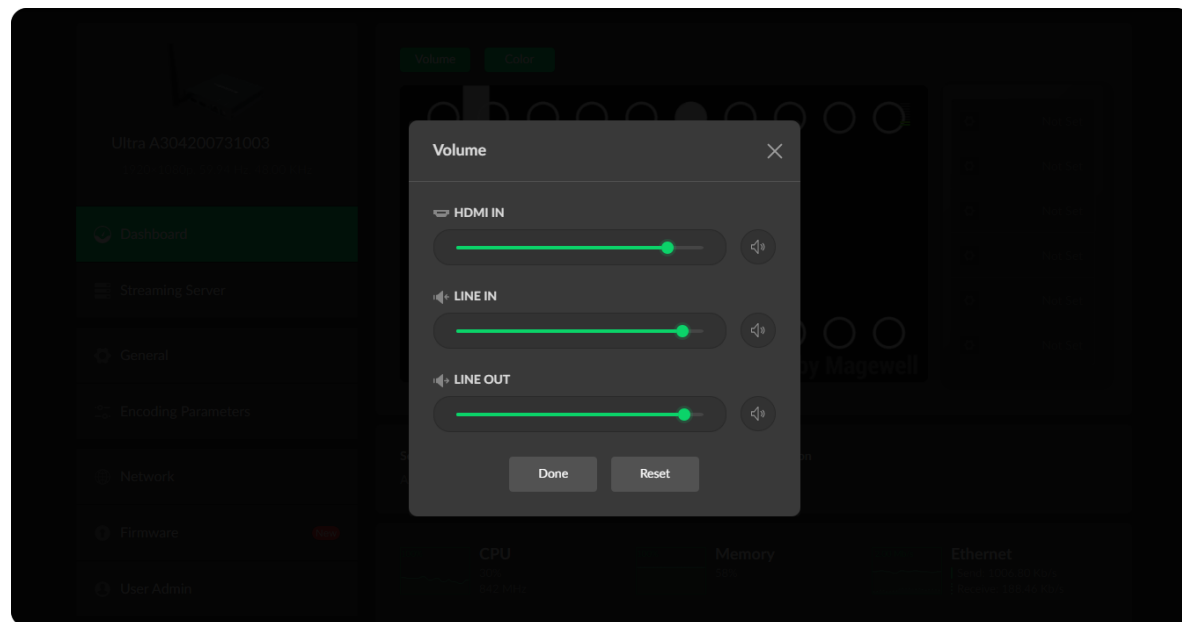 Volume Color
Ultra A304200731003
Volume
HDMI IN
LINE IN
LINE OUT
Done Reset
Dashboard
Streaming Server
General
Encoding Parameters
Network
Firmware
User Admin
by Magewell
CPU Memory Ethernet